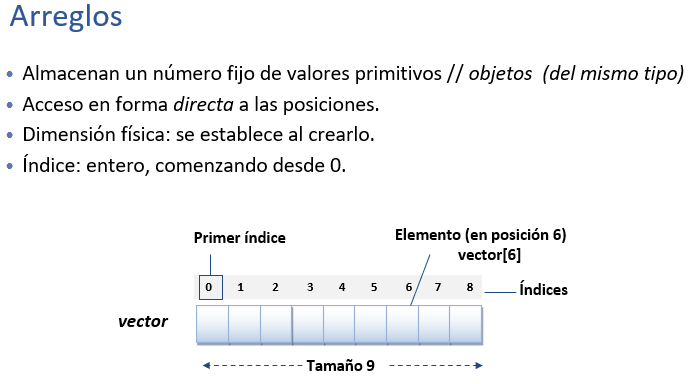 Arreglos
• Almacenan un número fijo de valores primitivos // objetos (del mismo tipo)
• Acceso en forma directa a las posiciones.
• Dimensión física: se establece al crearlo.
• Índice: entero, comenzando desde 0.
Primer índice
Elemento (en posición 6)
vector[6]
0 1 2 3 4 5 6 7 8
Índices
vector
Tamaño 9